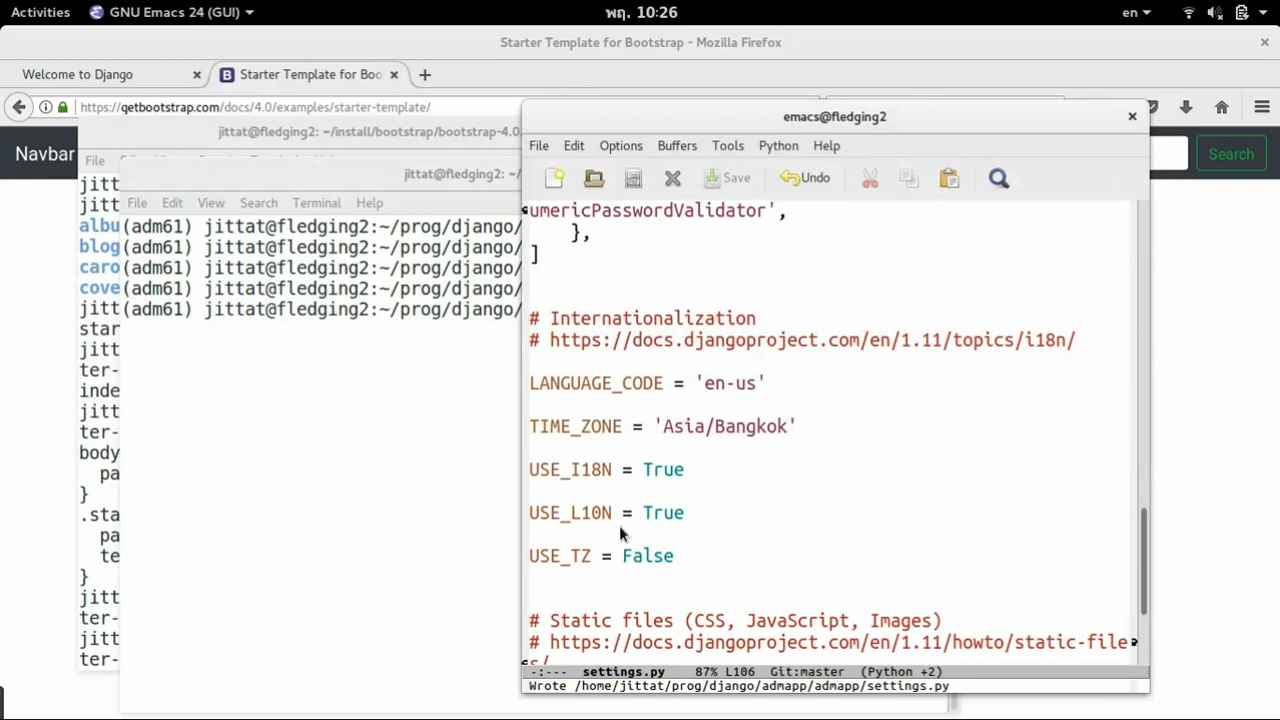 Activities GNU Emacs 24 (GUI) พฤ. 10:26 en
Starter Template for Bootstrap - Mozilla Firefox
Welcome to Django Starter Template for Boo
https://getbootstrap.com/docs/4.0/examples/starter-template/
Navbar Search
jittat@fledging2: ~/install/bootstrap/bootstrap-4.0.
File
jitt
jitt
albu
blog
caro
cove
jitt
star
jitt
ter-
inde
jitt
ter-
body
pa
}
.sta
pa
te
}
jitt
ter-
jitt
ter-
jittat@fledging2: ~/
File Edit View Search Terminal Help
(adm61) jittat@fledging2:~/prog/django/
(adm61) jittat@fledging2:~/prog/django/
(adm61) jittat@fledging2:~/prog/django/
(adm61) jittat@fledging2:~/prog/django/
(adm61) jittat@fledging2:~/prog/django/
emacs@fledging2
File Edit Options Buffers Tools Python Help
Save Undo
umericPasswordValidator',
},
]
# Internationalization
# https://docs.djangoproject.com/en/1.11/topics/i18n/
LANGUAGE_CODE = 'en-us'
TIME_ZONE = 'Asia/Bangkok'
USE_I18N = True
USE_L10N = True
USE_TZ = False
# Static files (CSS, JavaScript, Images)
# https://docs.djangoproject.com/en/1.11/howto/static-file
s/
-:--- settings.py 87% L106 Git:master (Python +2)
Wrote /home/jittat/prog/django/admapp/admapp/settings.py